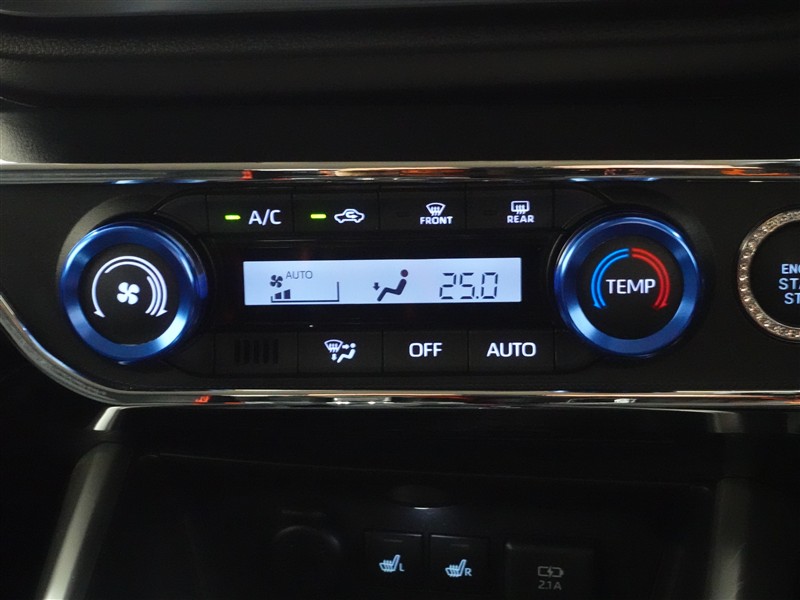 A/C
FRONT
REAR
AUTO
25.0
TEMP
OFF
AUTO
L
R
2.1A